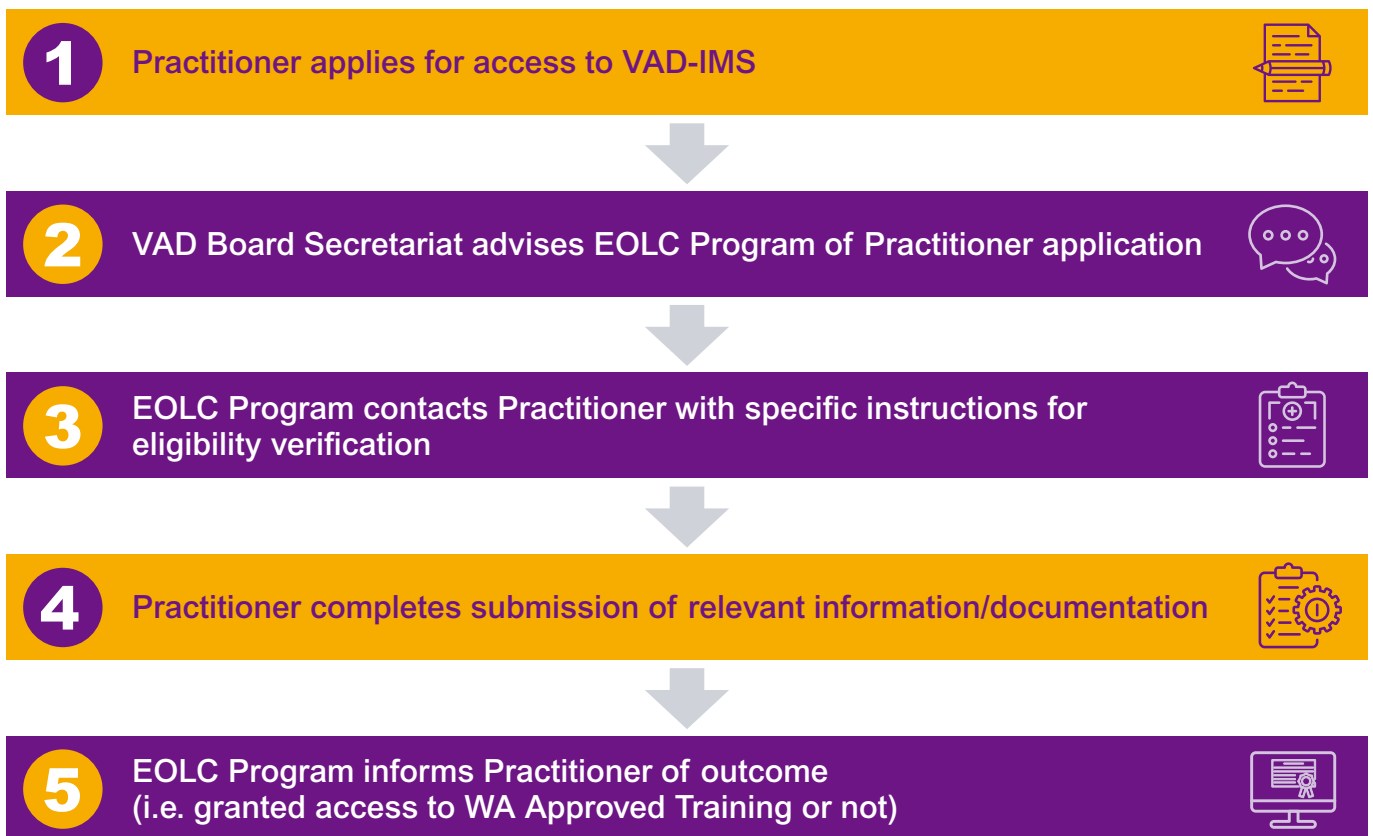 1
Practitioner applies for access to VAD-IMS
2
VAD Board Secretariat advises EOLC Program of Practitioner application
3
EOLC Program contacts Practitioner with specific instructions for
eligibility verification
4
Practitioner completes submission of relevant information/documentation
5
EOLC Program informs Practitioner of outcome
(i.e. granted access to WA Approved Training or not)